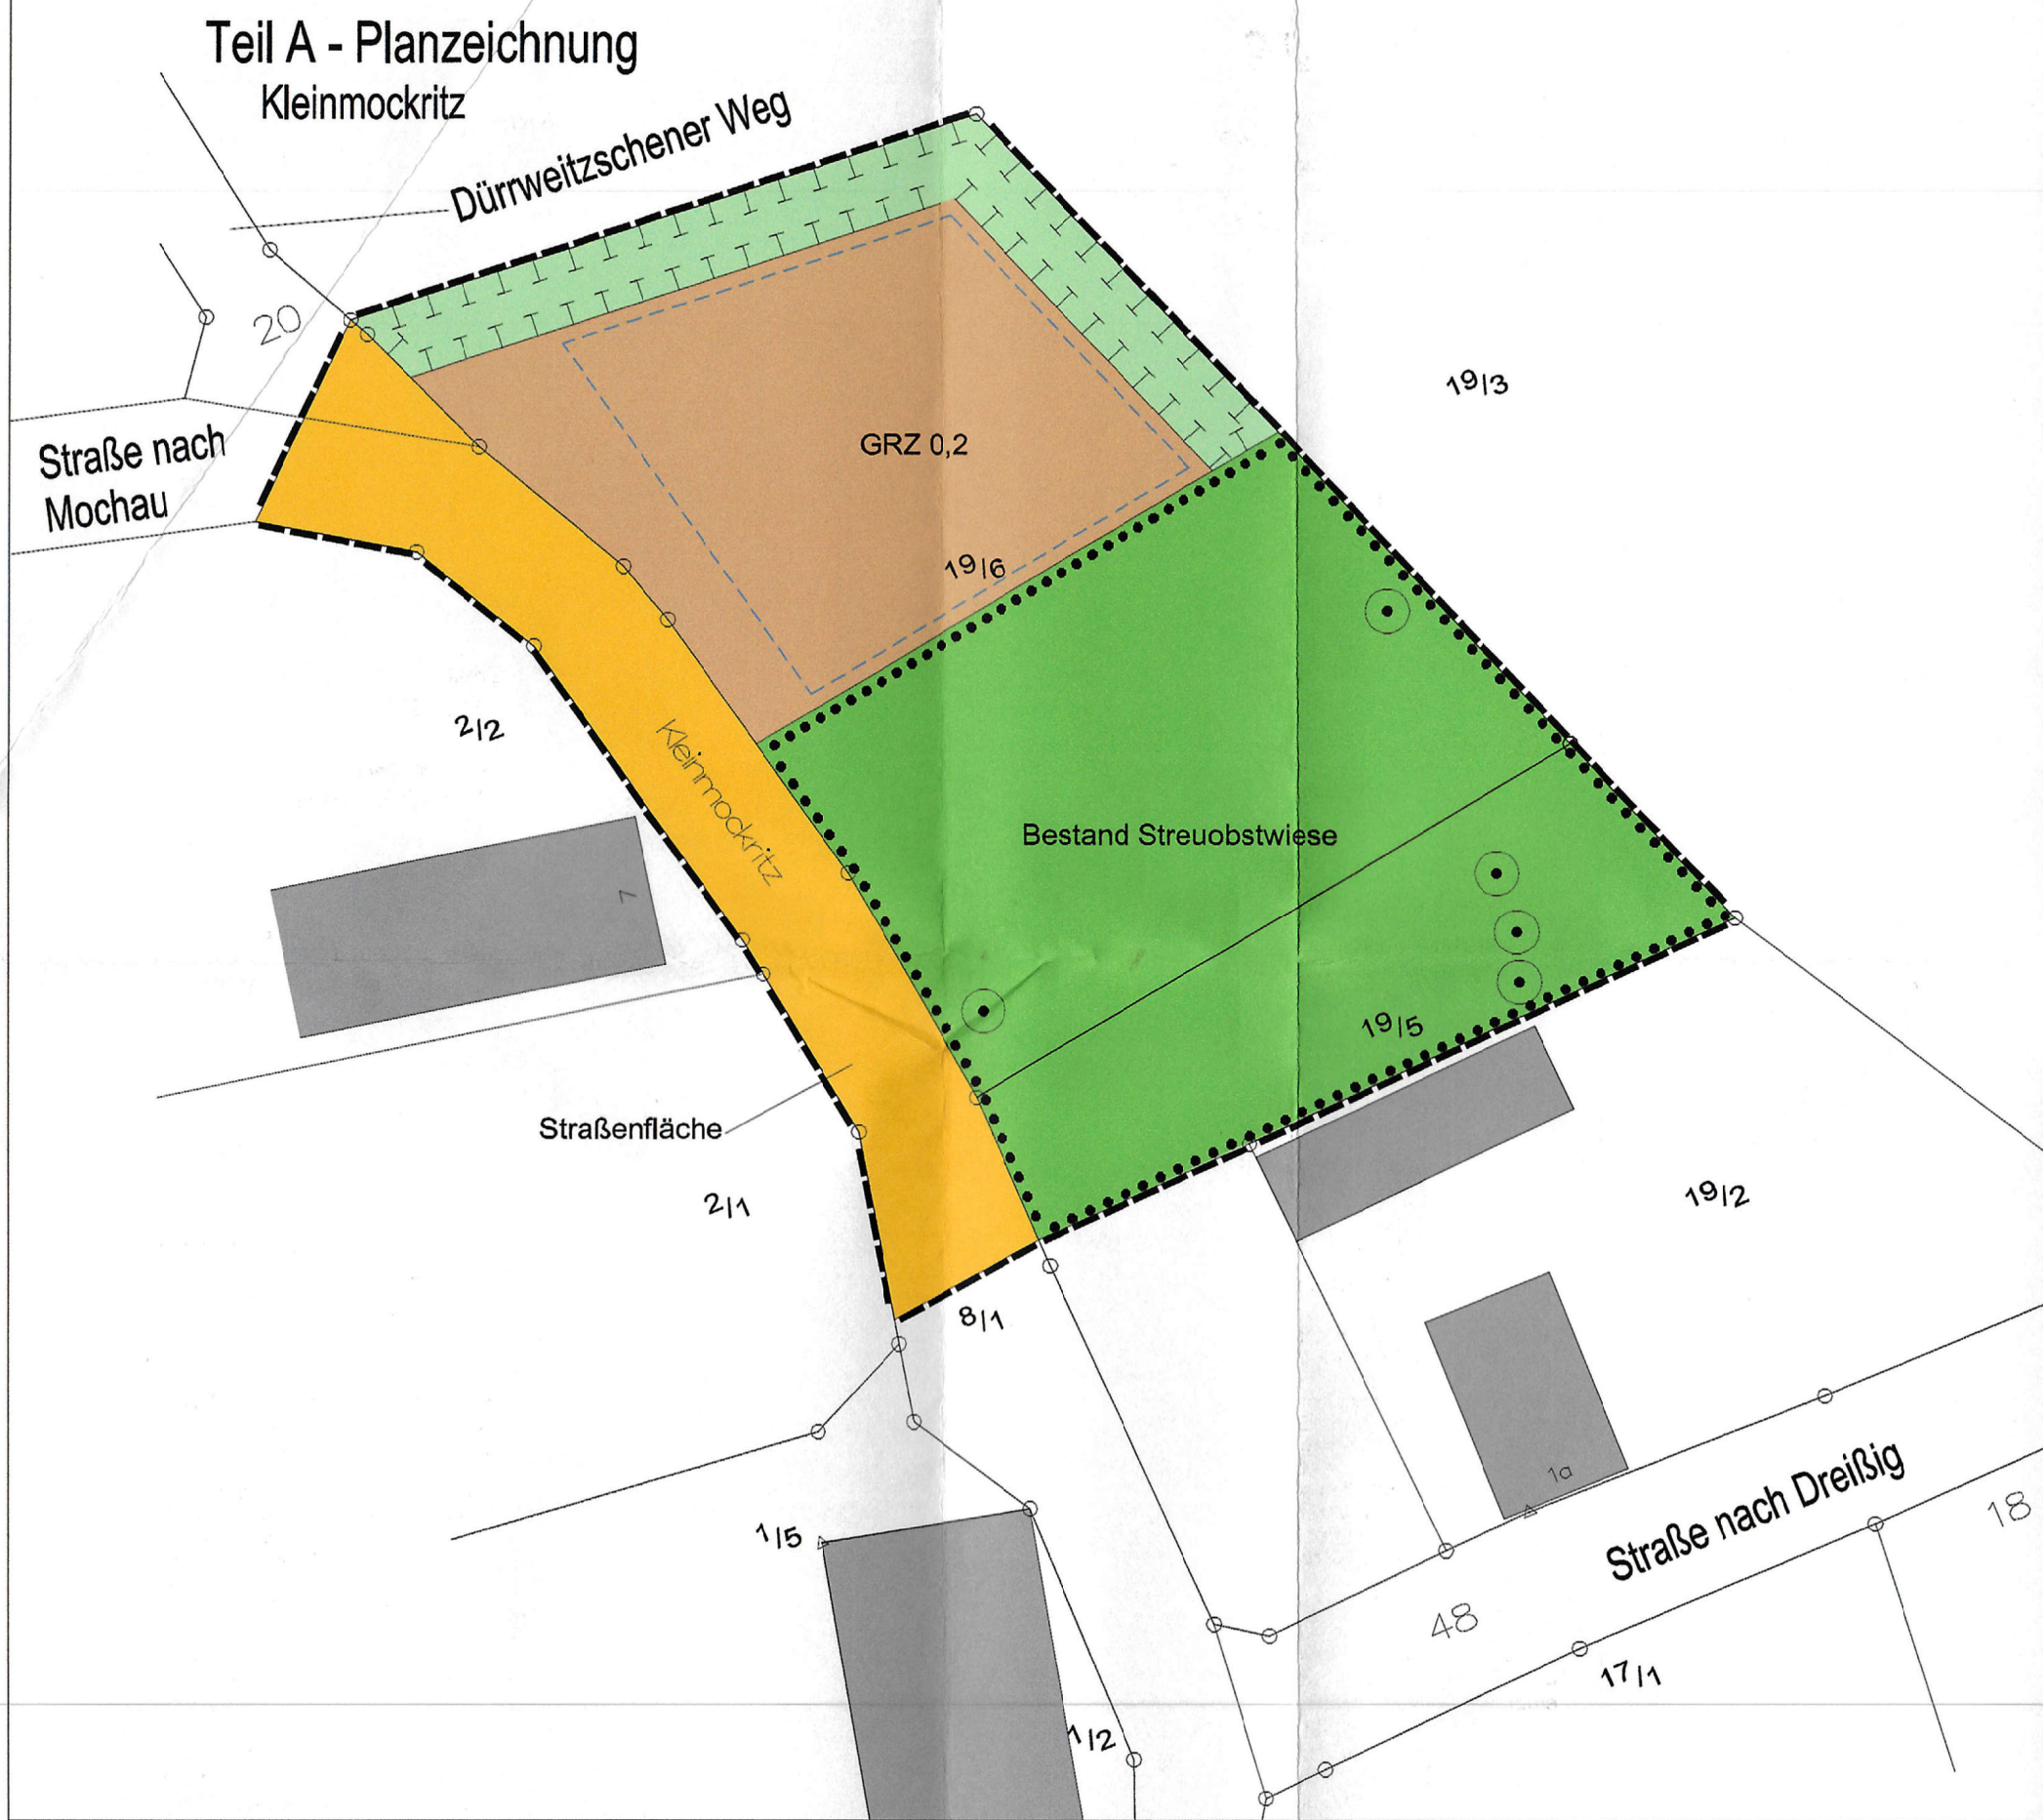 Teil A - Planzeichnung
Kleinmockritz
Dürrweitzschener Weg
20
19/3
Straße nach
Mochau
GRZ 0,2
19/6
2/2
Kleinmockritz
Bestand Streuobstwiese
7
19/5
Straßenfläche
2/1
19/2
8/1
1a
Straße nach Dreißig
18
1/5
48
17/1
1/2